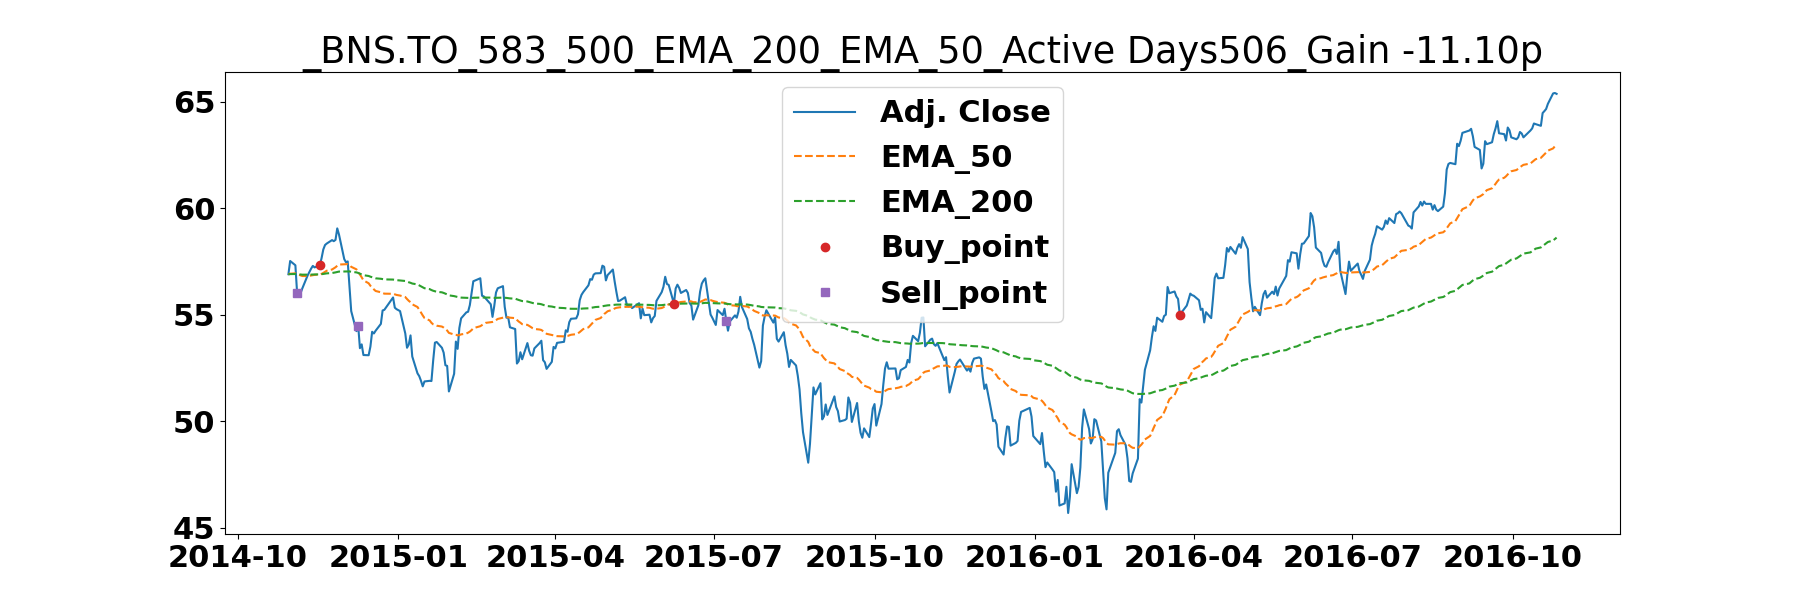 _BNS.TO_583_500_EMA_200_EMA_50_Active Days506_Gain -11.10p
Adj. Close
EMA_50
EMA_200
Buy_point
Sell_point
65
60
55
50
45
2014-10 2015-01 2015-04 2015-07 2015-10 2016-01 2016-04 2016-07 2016-10